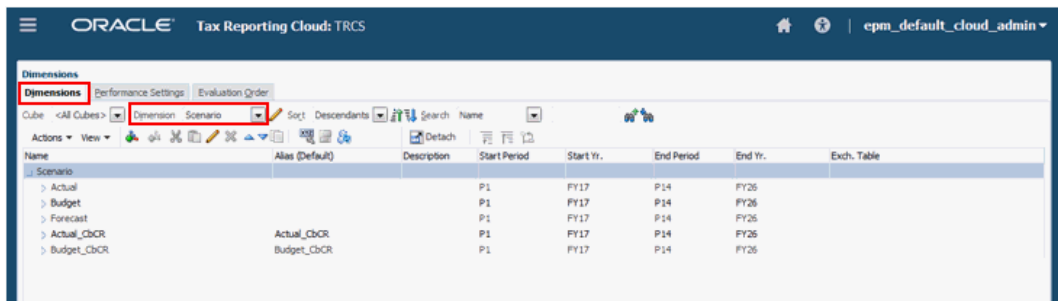 ORACLE Tax Reporting Cloud: TRCS epm_default_cloud_admin
Dimensions
Dimensions Performance Settings Evaluation Order
Cube <All Cubes> Dimension Scenario Sort Descendants Search Name
Actions View Detach
Name Alias (Default) Description Start Period Start Yr. End Period End Yr. Exch. Table
Scenario
Actual P1 FY17 P14 FY26
Budget P1 FY17 P14 FY26
Forecast P1 FY17 P14 FY26
Actual_CbCR Actual_CbCR P1 FY17 P14 FY26
Budget_CbCR Budget_CbCR P1 FY17 P14 FY26